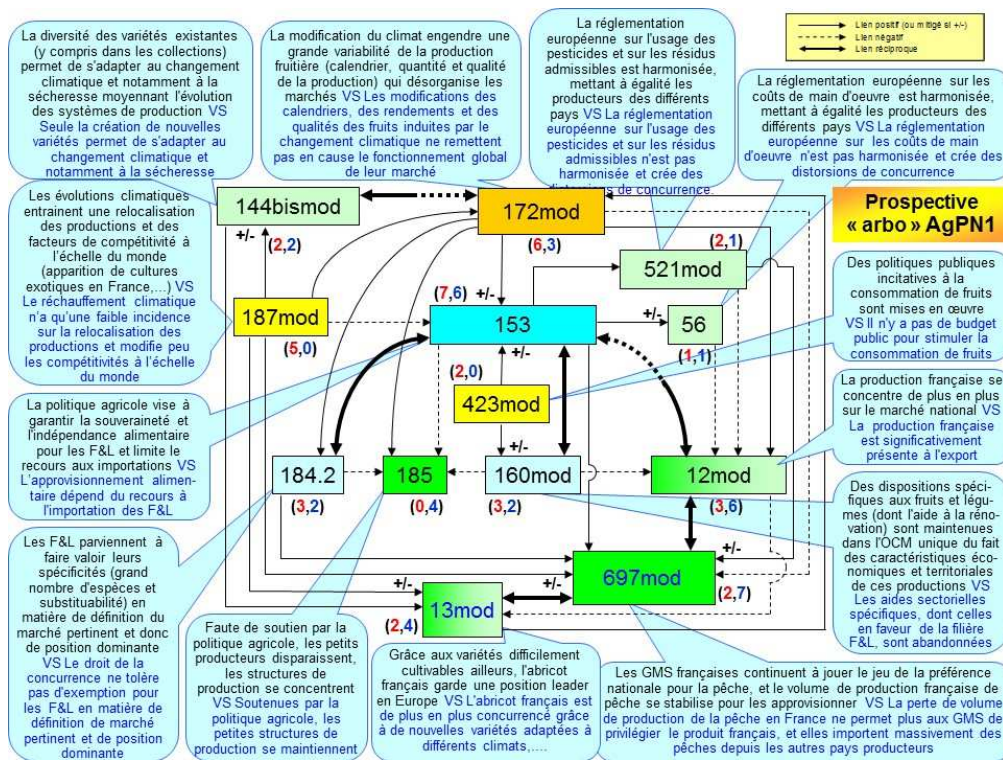 La diversité des variétés existantes
(y compris dans les collections)
permet de s'adapter au changement
climatique et notamment à la
sécheresse moyennant l'évolution
des systèmes de production VS
Seule la création de nouvelles
variétés permet de s'adapter au
changement climatique et
notamment à la sécheresse
La modification du climat engendre une
grande variabilité de la production
fruitière (calendrier, quantité et qualité
de la production) qui désorganise les
marchés VS Les modifications des
calendriers, des rendements et des
qualités des fruits induites par le
changement climatique ne remettent
pas en cause le fonctionnement global
de leur marché
La réglementation
européenne sur l'usage des
pesticides et sur les résidus
admissibles est harmonisée,
mettant à égalité les
producteurs des différents
pays VS La réglementation
européenne sur l'usage des
pesticides et sur les résidus
admissibles n'est pas
harmonisée et crée des
distorsions de concurrence
Lien positif (ou mitigé si +/-)
Lien négatif
Lien réciproque
La réglementation européenne sur les
coûts de main d'oeuvre est harmonisée,
mettant à égalité les producteurs des
différents pays VS La réglementation
européenne sur les coûts de main
d'oeuvre n'est pas harmonisée et crée des
distorsions de concurrence
Prospective
« arbo » AgPN1
Les évolutions climatiques
entrainent une relocalisation
des productions et des
facteurs de compétitivité à
l'échelle du monde
(apparition de cultures
exotiques en France,...) VS
Le réchauffement climatique
n'a qu'une faible incidence
sur la relocalisation des
productions et modifie peu
les compétitivités à l'échelle
du monde
144bismod
+/-
(2,2)
172mod
(6,3)
521mod
(2,1)
187mod
(5,0)
(7,6)
+/-
153
+/-
56
(1,1)
+/-
(2,0)
423mod
Des politiques publiques
incitatives à la
consommation de fruits
sont mises en œuvre
VS Il n'y a pas de budget
public pour stimuler la
consommation de fruits
La politique agricole vise à
garantir la souveraineté et
l'indépendance alimentaire
pour les F&L et limite le
recours aux importations VS
L'approvisionnement alimen-
taire dépend du recours à
l'importation des F&L
La production française se
concentre de plus en plus
sur le marché national VS
La production française
est significativement
présente à l'export
184.2
(3,2)
185
(0,4)
+/-
160mod
(3,2)
12mod
(3,6)
Des dispositions spéci-
fiques aux fruits et légu-
mes (dont l'aide à la réno-
vation) sont maintenues
dans l'OCM unique du fait
des caractéristiques éco-
nomiques et territoriales
de ces productions VS
Les aides sectorielles
spécifiques, dont celles
en faveur de la filière
F&L, sont abandonnées
Les F&L parviennent à
faire valoir leurs
spécificités (grand
nombre d'espèces et
substituabilité) en
matière de définition du
marché pertinent et donc
de position dominante
VS Le droit de la
concurrence ne tolère
pas d'exemption pour
les F&L en matière de
définition de marché
pertinent et de position
dominante
+/-
13mod
(2,4)
+/-
697mod
+/-
(2,7)
Faute de soutien par la
politique agricole, les petits
producteurs disparaissent,
les structures de
production se concentrent
VS Soutenues par la
politique agricole, les
petites structures de
production se maintiennent
Grâce aux variétés difficilement
cultivables ailleurs, l'abricot
français garde une position leader
en Europe VS L'abricot français est
de plus en plus concurrencé grâce
à de nouvelles variétés adaptées à
différents climats,....
Les GMS françaises continuent à jouer le jeu de la préférence
nationale pour la pêche, et le volume de production française de
pêche se stabilise pour les approvisionner VS La perte de volume
de production de la pêche en France ne permet plus aux GMS de
privilégier le produit français, et elles importent massivement des
pêches depuis les autres pays producteurs